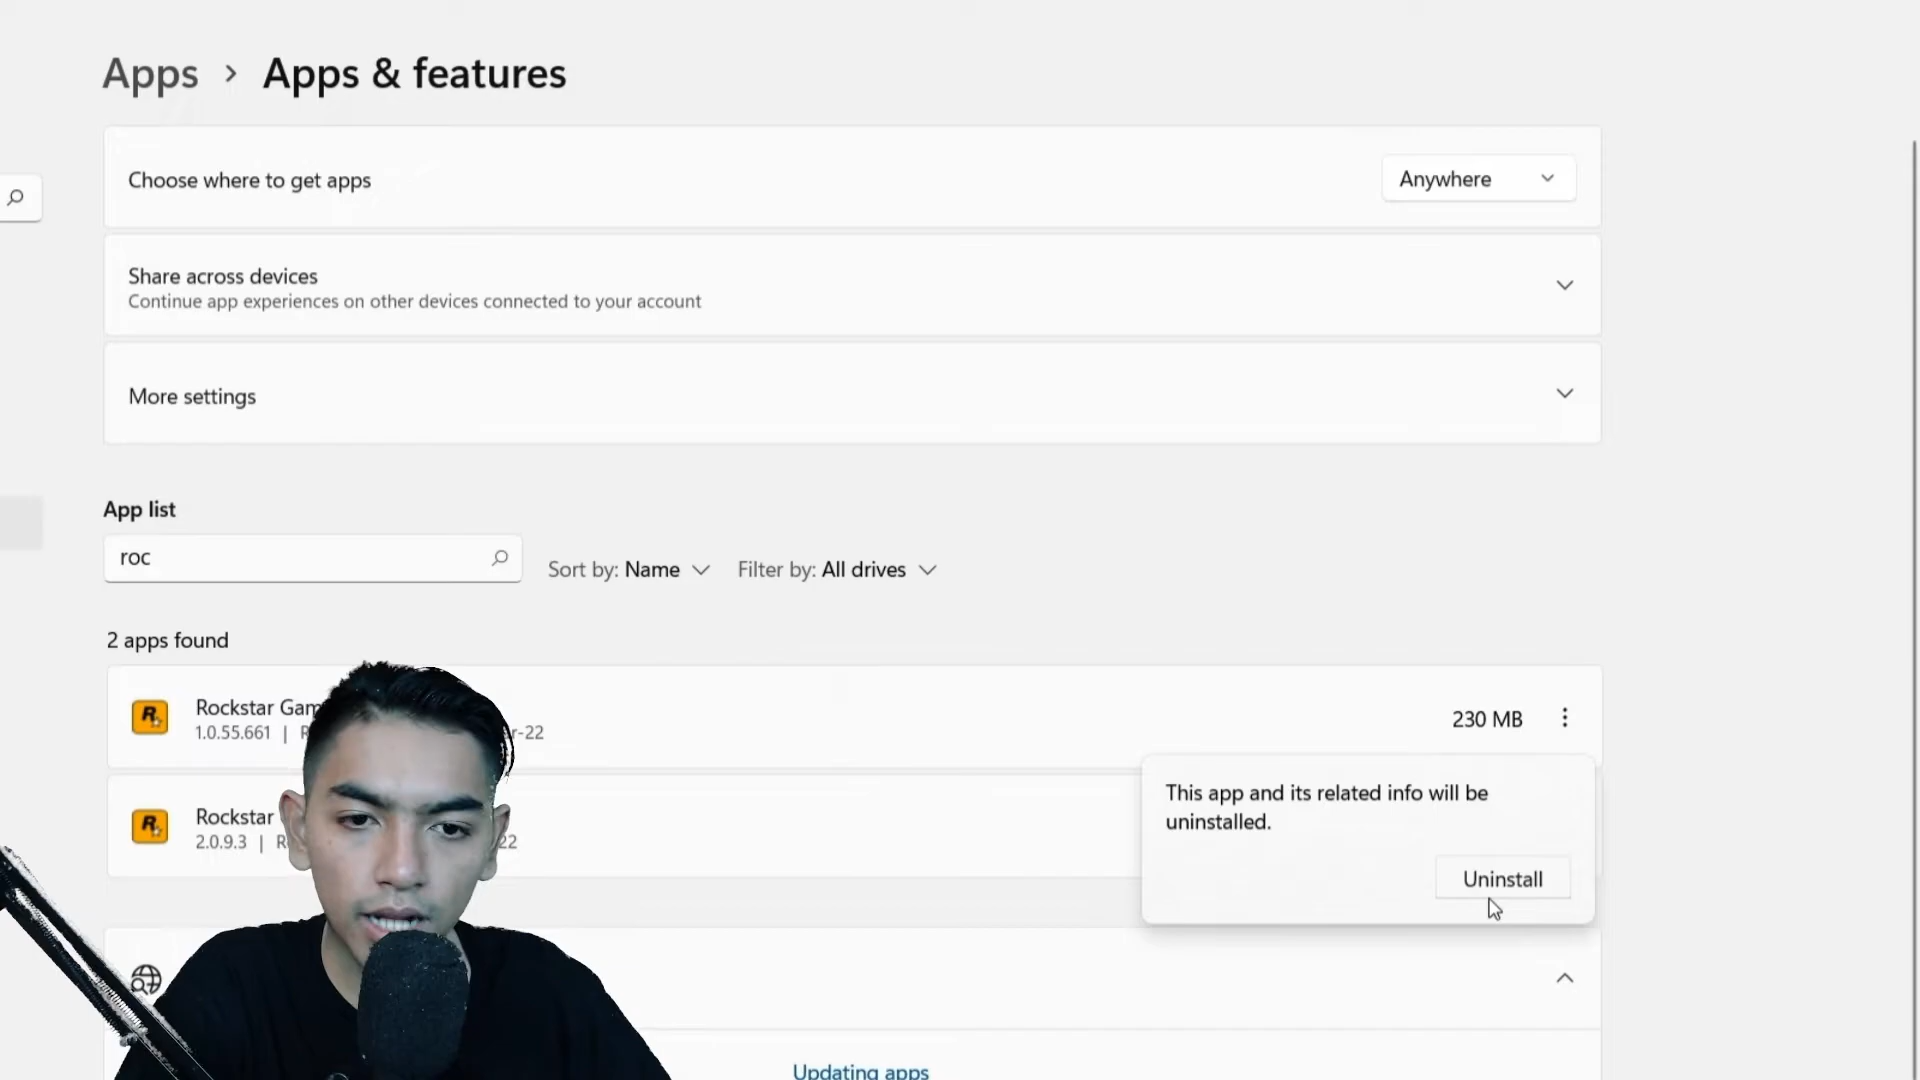 Apps > Apps & features
Choose where to get apps
Anywhere
Share across devices
Continue app experiences on other devices connected to your account
More settings
App list
roc
Sort by: Name
Filter by: All drives
2 apps found
Rockstar Gam
1.0.55.661 | R
r-22
230 MB
Rockstar
2.0.9.3 | R
22
This app and its related info will be
uninstalled.
Uninstall
Updating apps